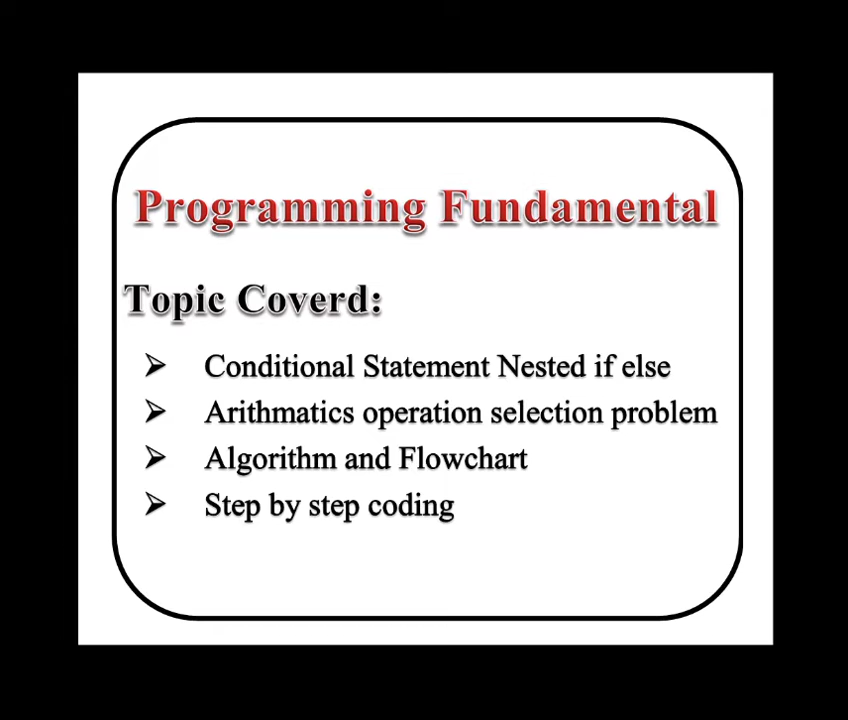 Programming Fundamental
Topic Coverd:
➢ Conditional Statement Nested if else
➢ Arithmatics operation selection problem
➢ Algorithm and Flowchart
➢ Step by step coding